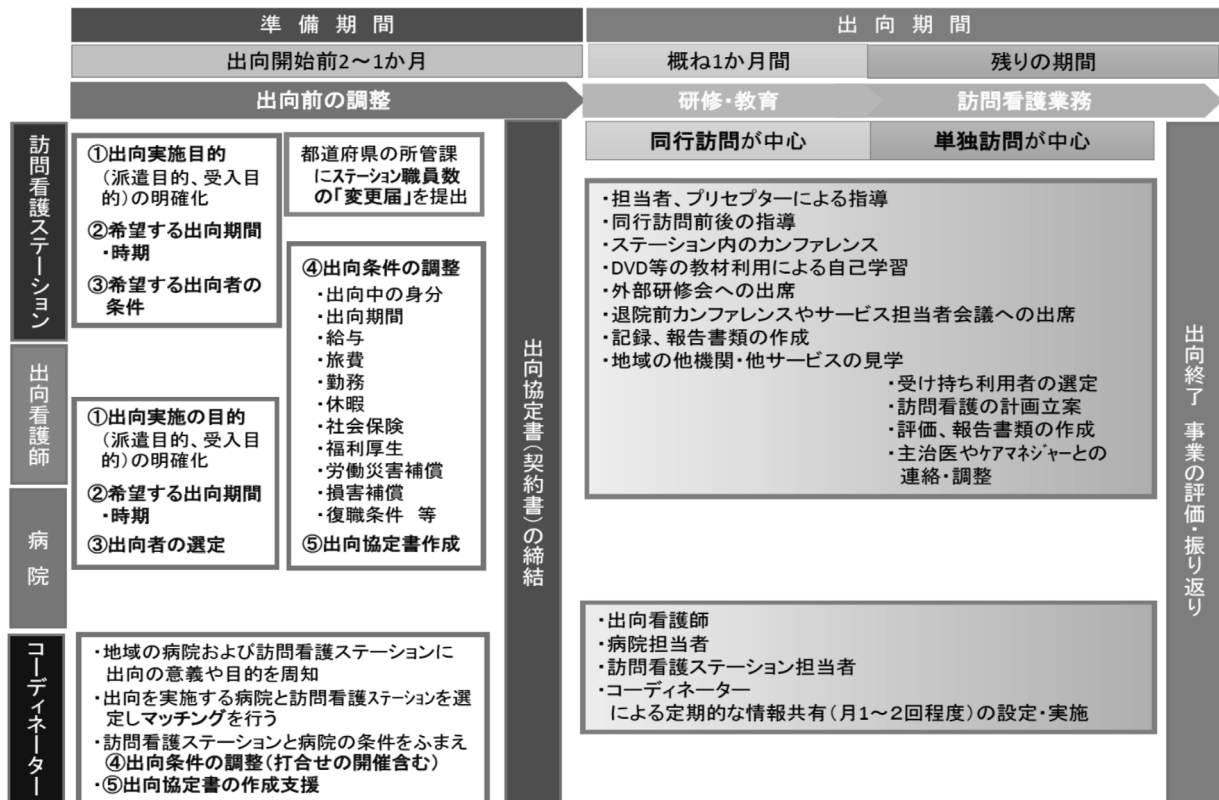 準備期間
出向期間
出向開始前2～1か月
概ね1か月間
残りの期間
出向前の調整
研修・教育
訪問看護業務
訪問看護ステーション
出向看護師
病院
コーディネーター
①出向実施目的
（派遣目的、受入目
的）の明確化
②希望する出向期間
・時期
③希望する出向者の
条件
都道府県の所管課
にステーション職員数
の「変更届」を提出
①出向実施の目的
（派遣目的、受入目
的）の明確化
②希望する出向期間
・時期
③出向者の選定
④出向条件の調整
・出向中の身分
・出向期間
・給与
・旅費
・勤務
・休暇
・社会保険
・福利厚生
・労働災害補償
・損害補償
・復職条件 等
⑤出向協定書作成
・地域の病院および訪問看護ステーションに
出向の意義や目的を周知
・出向を実施する病院と訪問看護ステーションを選
定しマッチングを行う
・訪問看護ステーションと病院の条件をふまえ
④出向条件の調整（打合せの開催含む）
・⑤出向協定書の作成支援
出向協定書（契約書）の締結
同行訪問が中心
単独訪問が中心
・担当者、プリセプターによる指導
・同行訪問前後の指導
・ステーション内のカンファレンス
・DVD等の教材利用による自己学習
・外部研修会への出席
・退院前カンファレンスやサービス担当者会議への出席
・記録、報告書類の作成
・地域の他機関・他サービスの見学
・受け持ち利用者の選定
・訪問看護の計画立案
・評価、報告書類の作成
・主治医やケアマネジャーとの
連絡・調整
・出向看護師
・病院担当者
・訪問看護ステーション担当者
・コーディネーター
による定期的な情報共有（月1～2回程度）の設定・実施
出向終了 事業の評価・振り返り